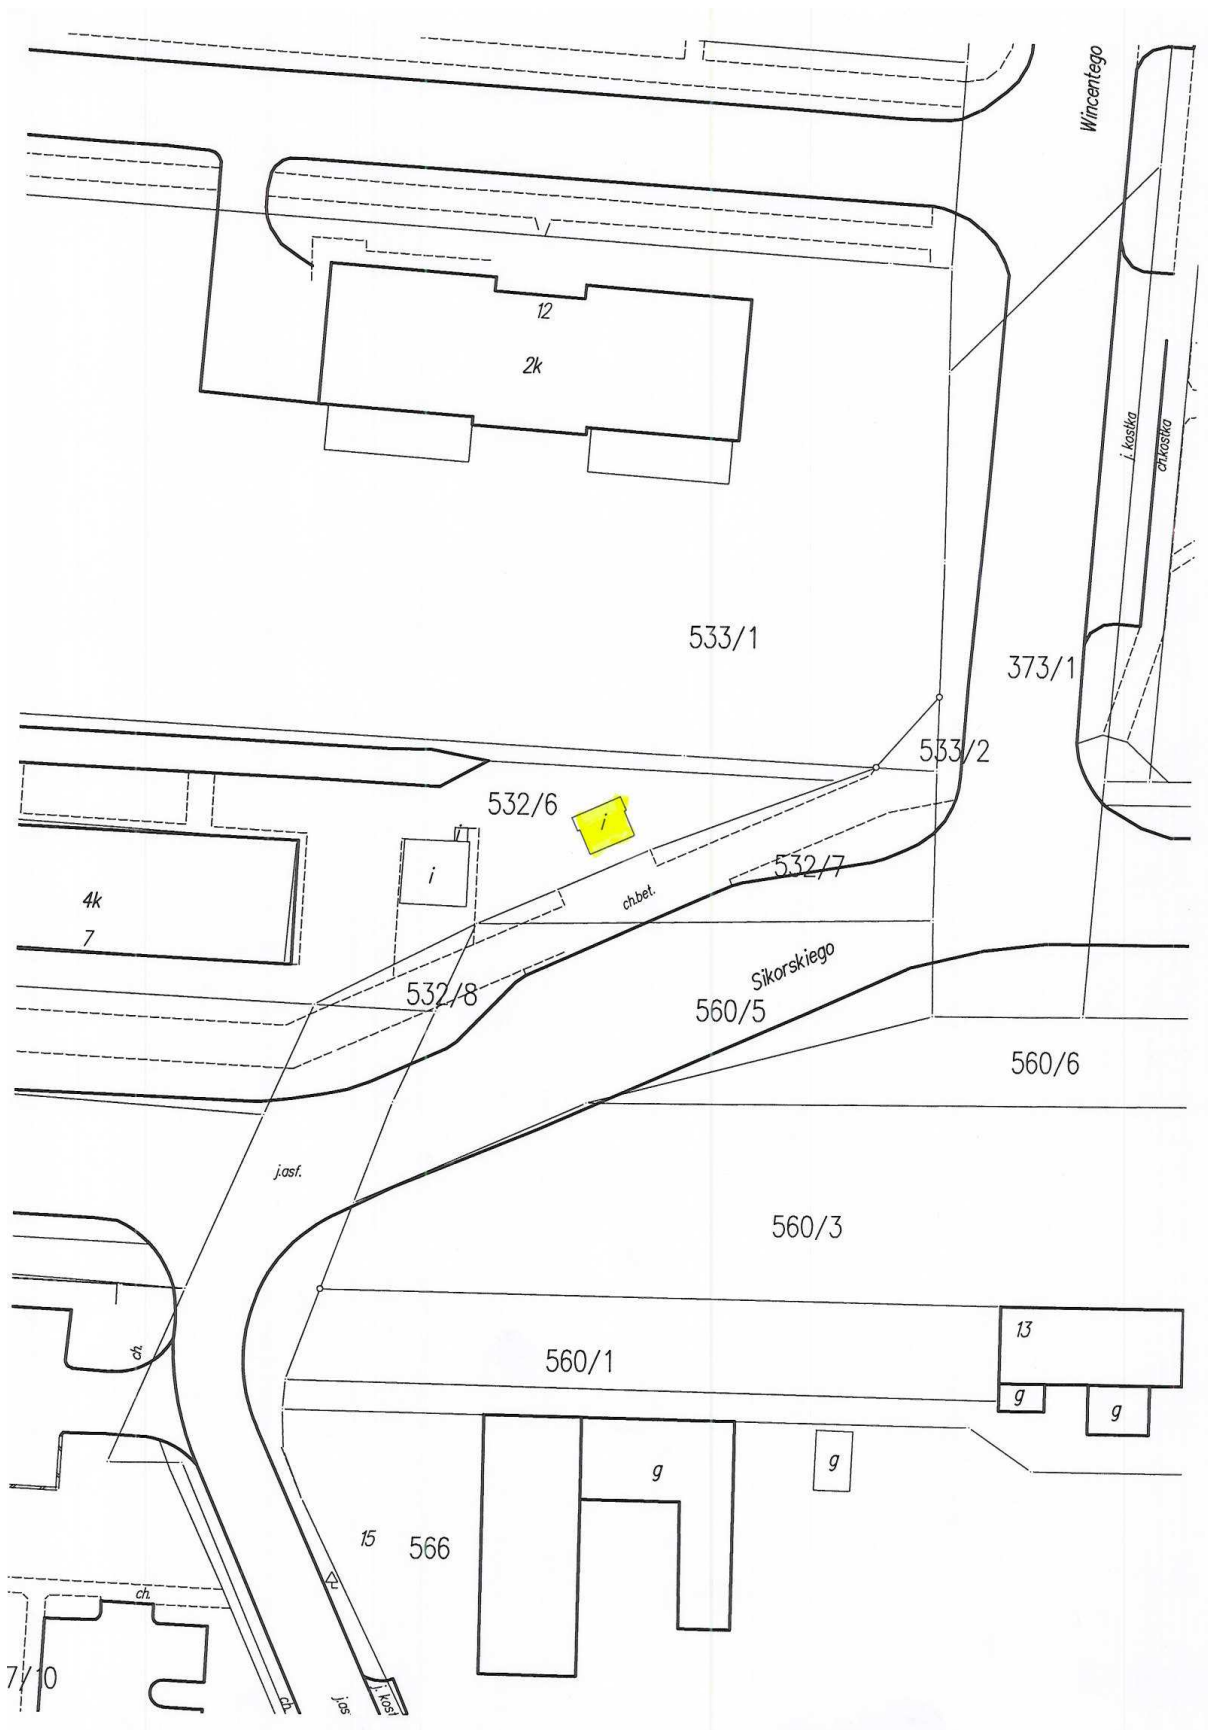 Wincentego
12
2k
j. kostka
ch.kostka
533/1
373/1
533/2
532/6
i
532/7
i
4k
ch.bet.
7
Sikorskiego
532/8
560/5
560/6
j.asf.
560/3
13
ch.
560/1
g
g
g
g
15
566
ch.
7/10
ch.
j.as
j. kost